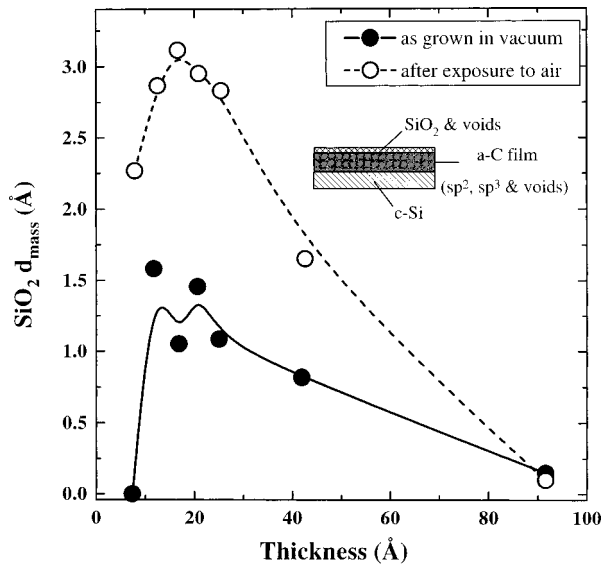 as grown in vacuum
after exposure to air
SiO₂ & voids
a-C film
(sp², sp³ & voids)
c-Si
SiO₂ d_mass (Å)
3.0
2.5
2.0
1.5
1.0
0.5
0.0
0 20 40 60 80 100
Thickness (Å)